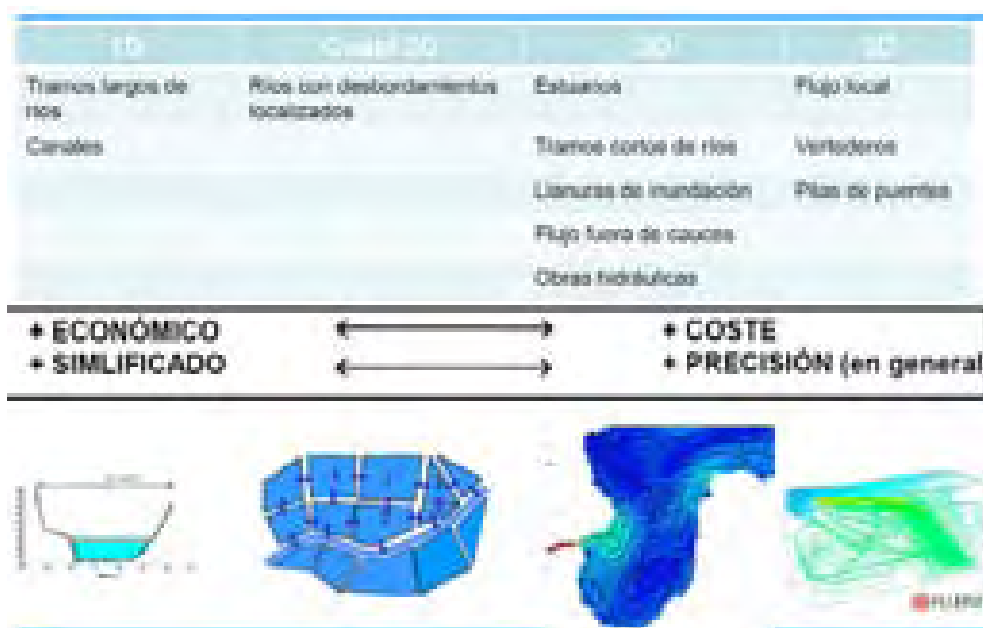 1D Cuasi 2D 2D 3D
Tramos largos de Ríos con desbordamientos Estuarios Flujo local
ríos localizados
Canales Tramos cortos de ríos Vertederos
Llanuras de inundación Pilas de puentes
Flujo fuera de cauces
Obras hidráulicas
+ ECONÓMICO + COSTE
+ SIMLIFICADO + PRECISIÓN (en general